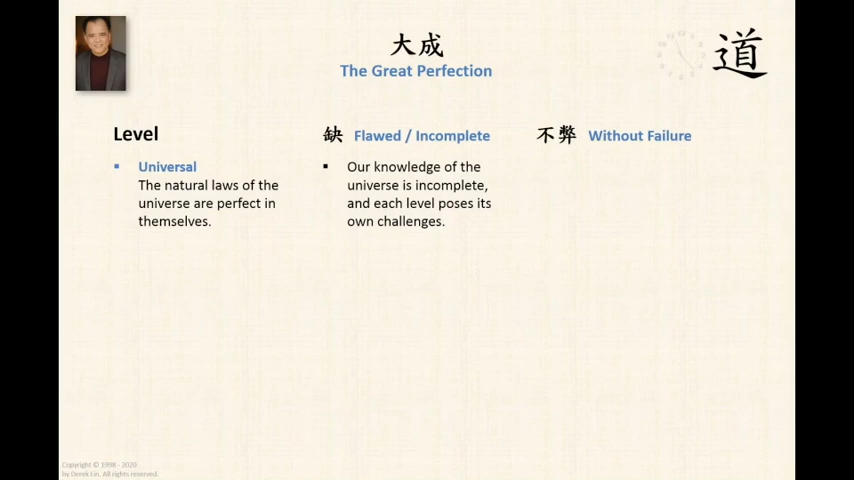 大成
The Great Perfection
道
Level
缺 Flawed / Incomplete
不弊 Without Failure
Universal
The natural laws of the
universe are perfect in
themselves.
Our knowledge of the
universe is incomplete,
and each level poses its
own challenges.
Copyright © 1998 - 2020
by Derek Lin. All rights reserved.